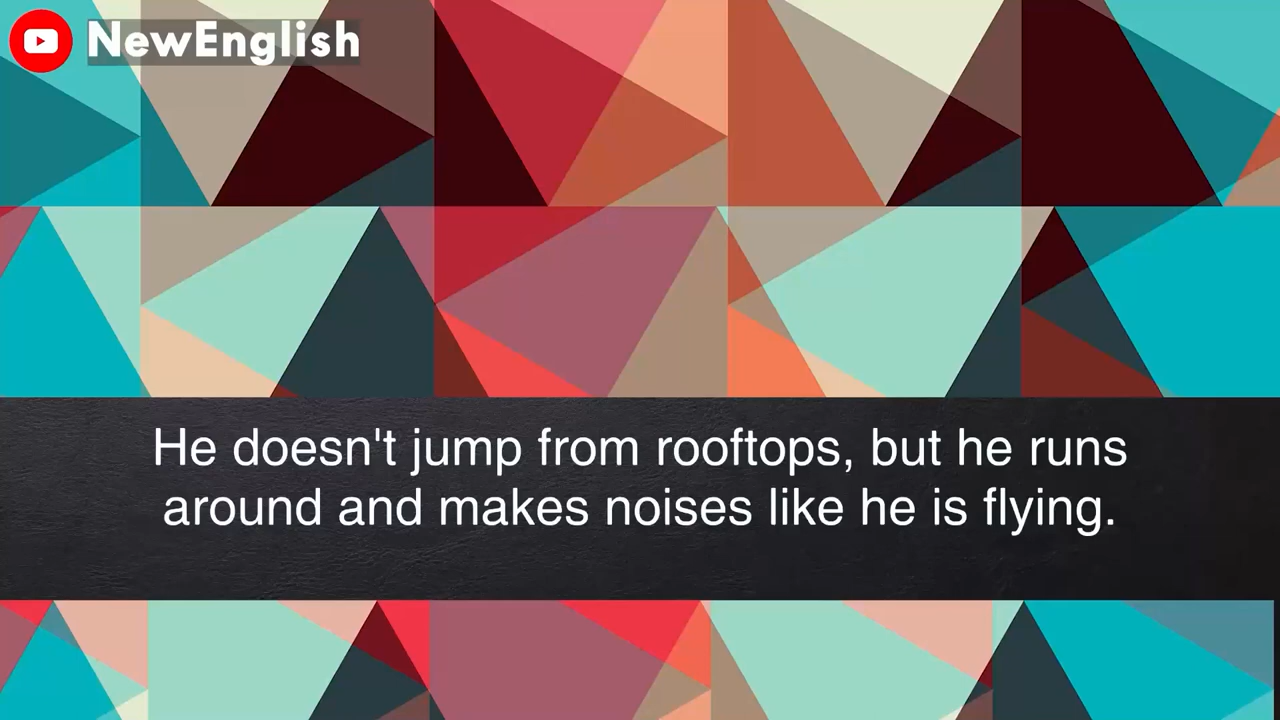 NewEnglish
He doesn't jump from rooftops, but he runs
around and makes noises like he is flying.